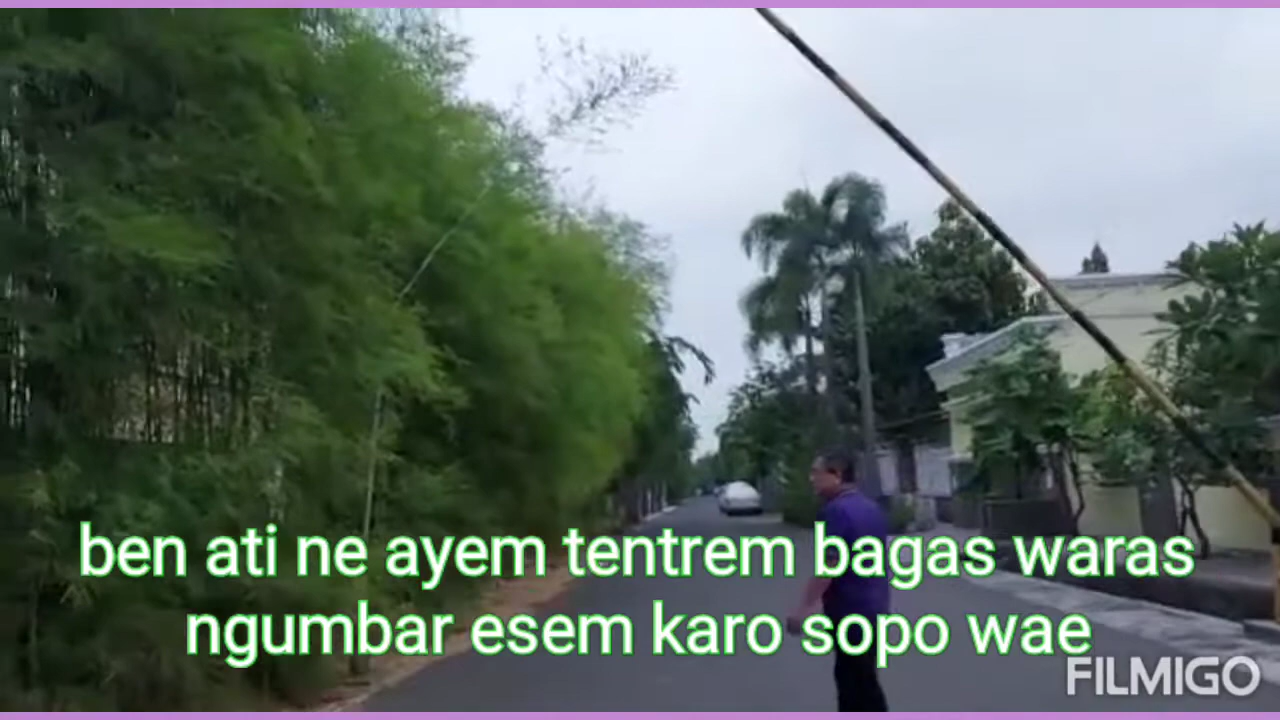 ben ati ne ayem tentrem bagas waras
ngumbar esem karo sopo wae
FILMIGO